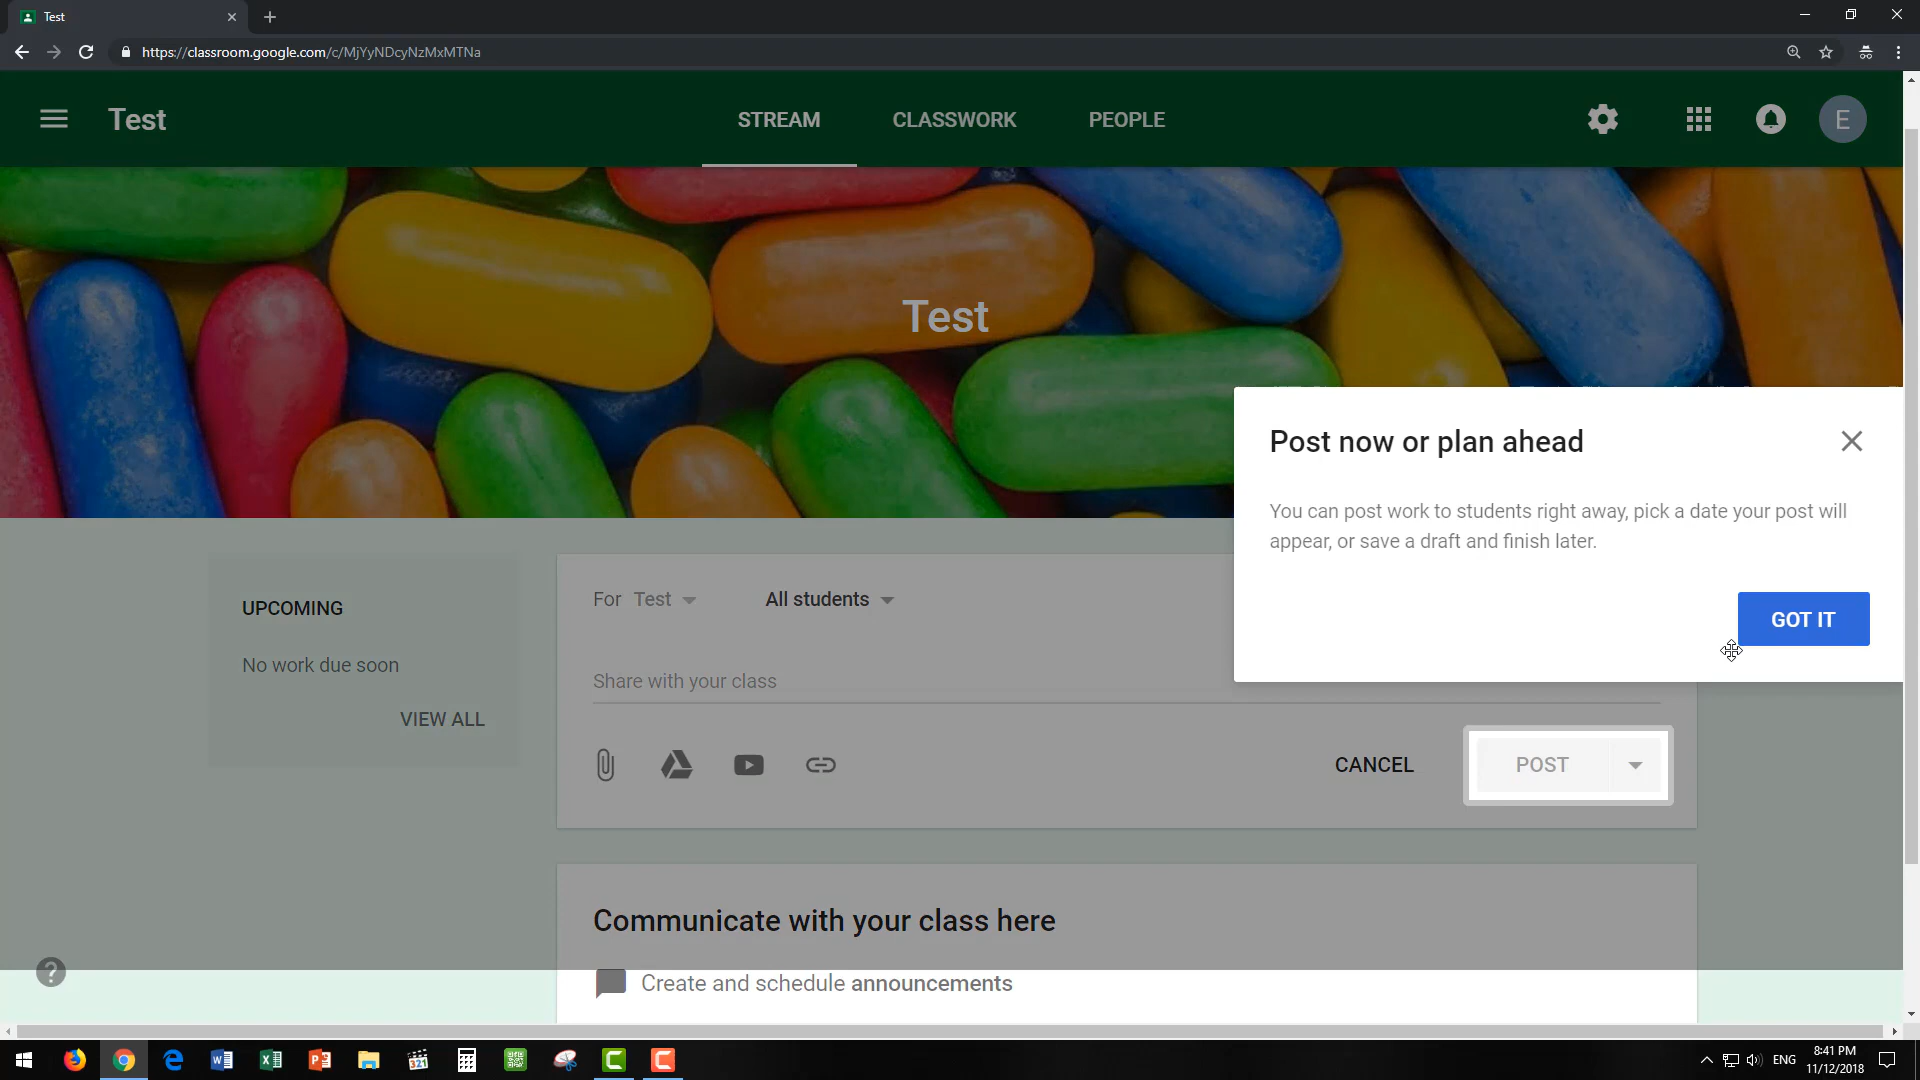 Test
https://classroom.google.com/c/MjYyNDcyNzMxMTNa
Test
STREAM
CLASSWORK
PEOPLE
E
Test
Post now or plan ahead
You can post work to students right away, pick a date your post will
appear, or save a draft and finish later.
GOT IT
UPCOMING
No work due soon
VIEW ALL
For Test
All students
Share with your class
CANCEL
POST
Communicate with your class here
Create and schedule announcements
?
321
ENG
8:41 PM
11/12/2018